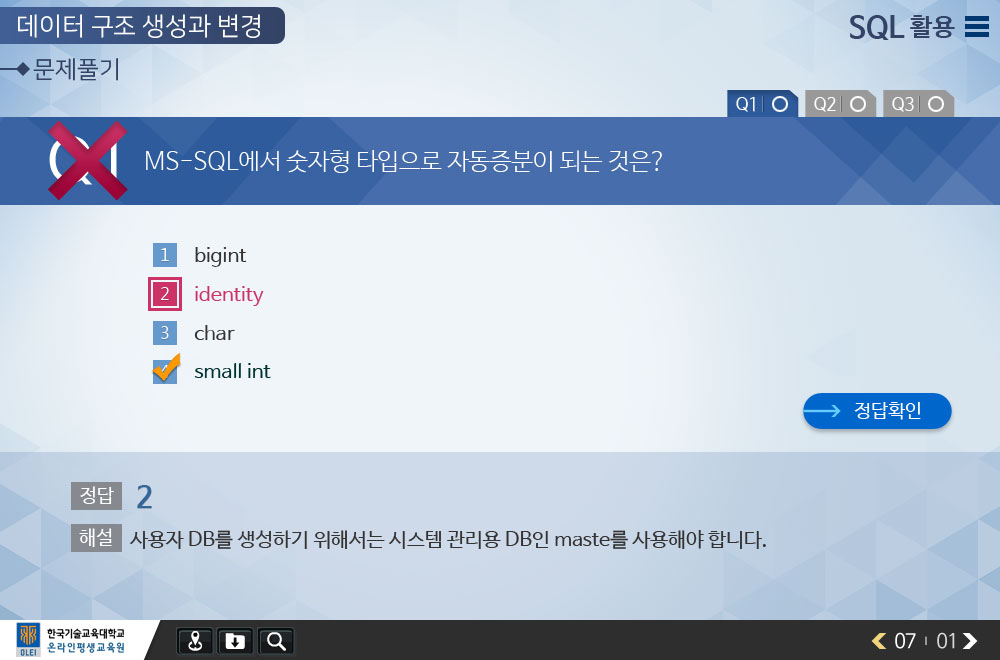 데이터 구조 생성과 변경
SQL 활용
문제풀기
Q1 Q2 Q3
MS-SQL에서 숫자형 타입으로 자동증분이 되는 것은?
1 bigint
2 identity
3 char
small int
정답확인
정답 2
해설 사용자 DB를 생성하기 위해서는 시스템 관리용 DB인 maste를 사용해야 합니다.
한국기술교육대학교
온라인평생교육원
OLEI
07 01